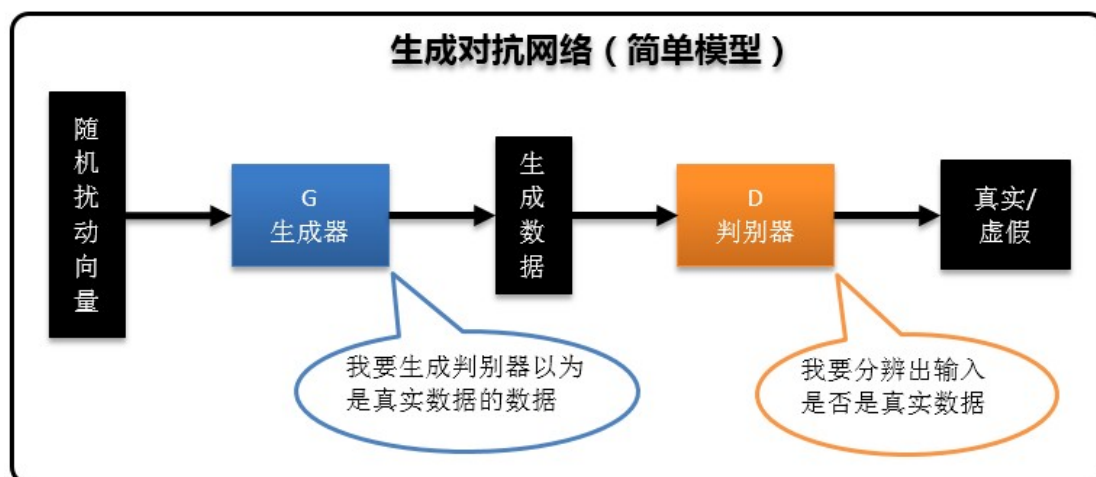 生成对抗网络（简单模型）
随机扰动向量
G
生成器
生成数据
D
判别器
真实/
虚假
我要生成判别器以为
是真实数据的数据
我要分辨出输入
是否是真实数据